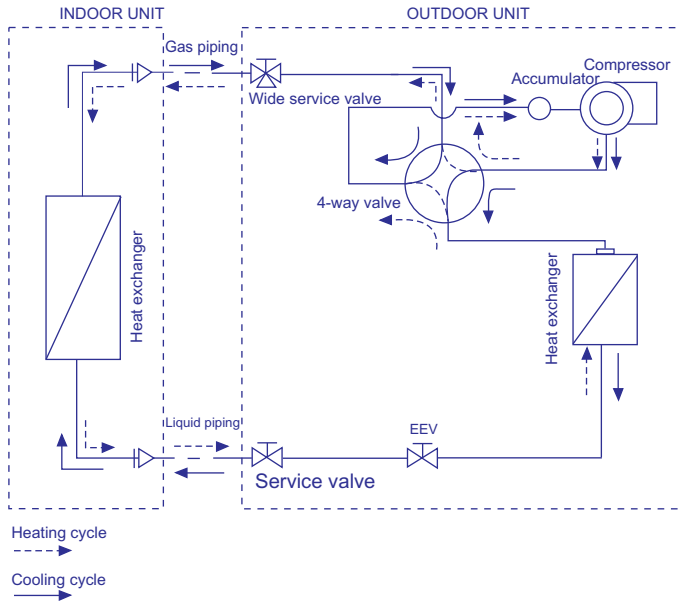 INDOOR UNIT
OUTDOOR UNIT
Gas piping
Compressor
Accumulator
Wide service valve
4-way valve
Heat exchanger
Heat exchanger
Liquid piping
EEV
Service valve
Heating cycle
Cooling cycle